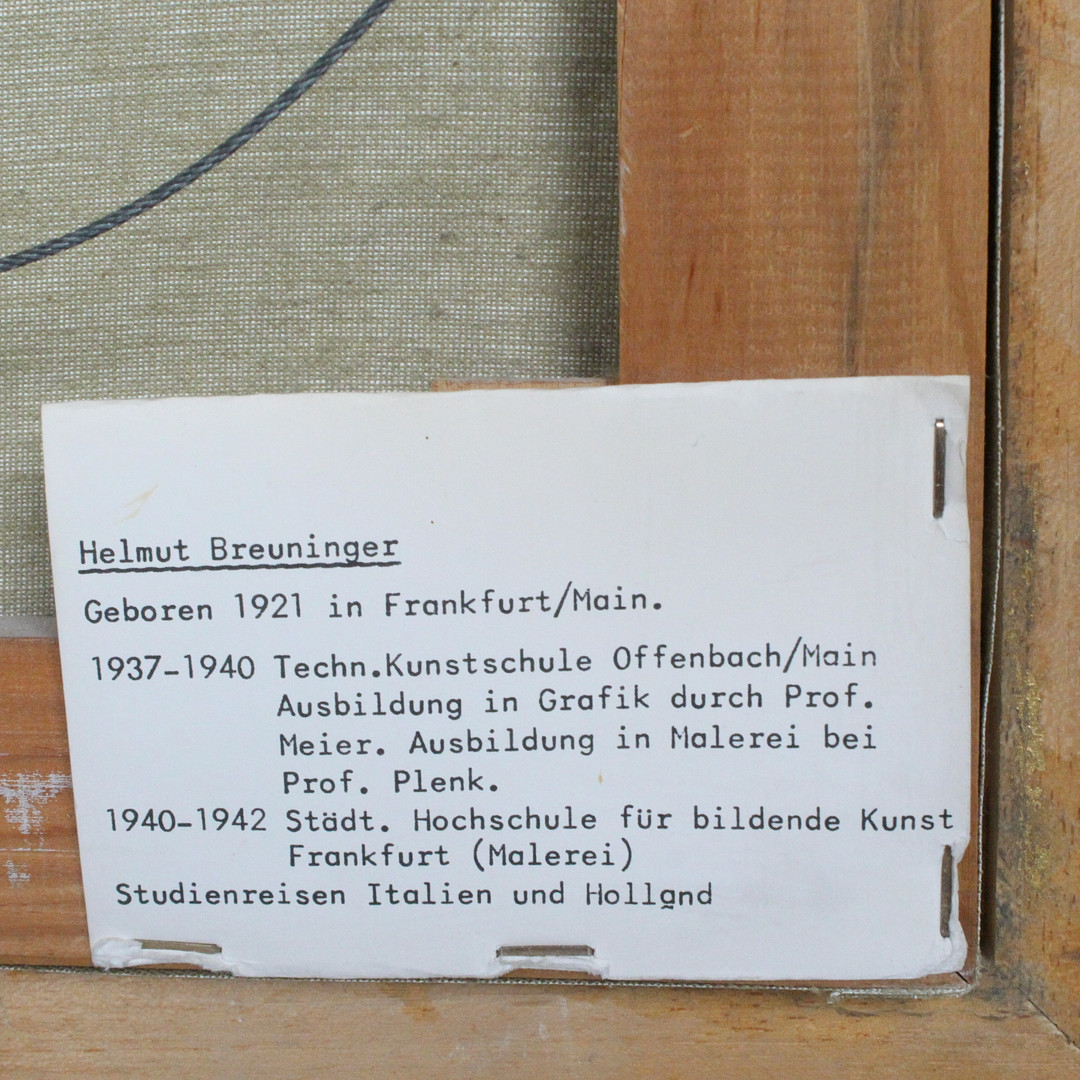 Helmut Breuninger
Geboren 1921 in Frankfurt/Main.
1937-1940 Techn.Kunstschule Offenbach/Main
Ausbildung in Grafik durch Prof.
Meier. Ausbildung in Malerei bei
Prof. Plenk.
1940-1942 Städt. Hochschule für bildende Kunst
Frankfurt (Malerei)
Studienreisen Italien und Holland